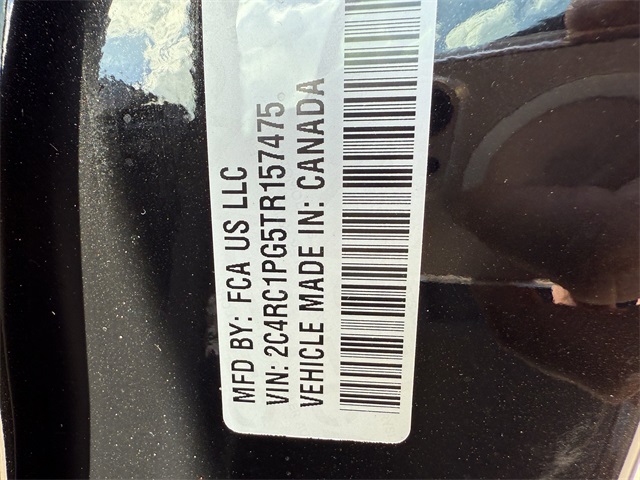 MFD BY: FCA US LLC
VIN: 2C4RC1PG5TR157475
VEHICLE MADE IN: CANADA